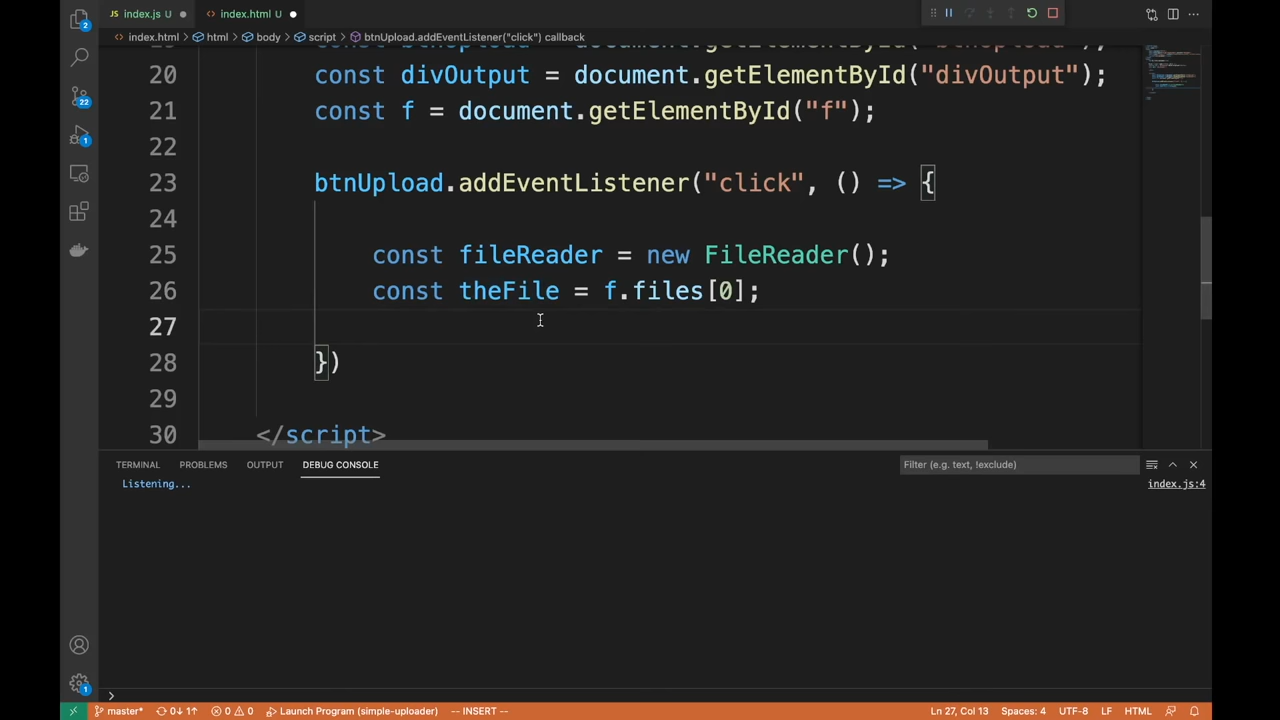 index.js U
index.html
index.html html body script btnUpload.addEventListener("click") callback
20 const divOutput = document.getElementById("divOutput");
21 const f = document.getElementById("f");
22
23 btnUpload.addEventListener("click", () => {
24
25 const fileReader = new FileReader();
26 const theFile = f.files[0];
27
28 })
29
30 </script>
TERMINAL PROBLEMS OUTPUT DEBUG CONSOLE Filter (e.g. text, !exclude)
Listening... index.js:4
master* 0↓ 1↑ 0 0 Launch Program (simple-uploader) -- INSERT -- Ln 27, Col 13 Spaces: 4 UTF-8 LF HTML